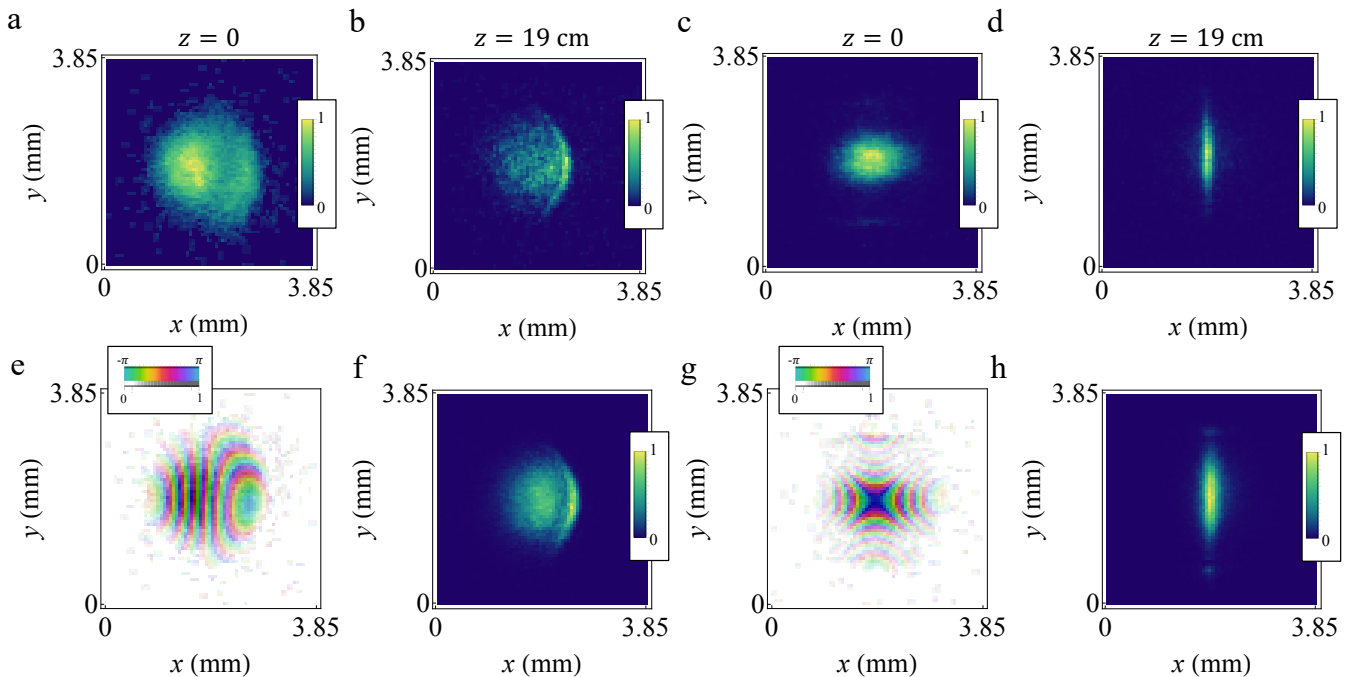 a b c d
z = 0 z = 19 cm z = 0 z = 19 cm
3.85 3.85 3.85 3.85
y (mm) y (mm) y (mm) y (mm)
1 1 1 1
0 0 0 0
0 0 0 0
0 3.85 0 3.85 0 3.85 0 3.85
x (mm) x (mm) x (mm) x (mm)
e f g h
-π π -π π
0 1 0 1
3.85 3.85 3.85 3.85
y (mm) y (mm) y (mm) y (mm)
1 1
0 0
0 0 0 0
0 3.85 0 3.85 0 3.85 0 3.85
x (mm) x (mm) x (mm) x (mm)